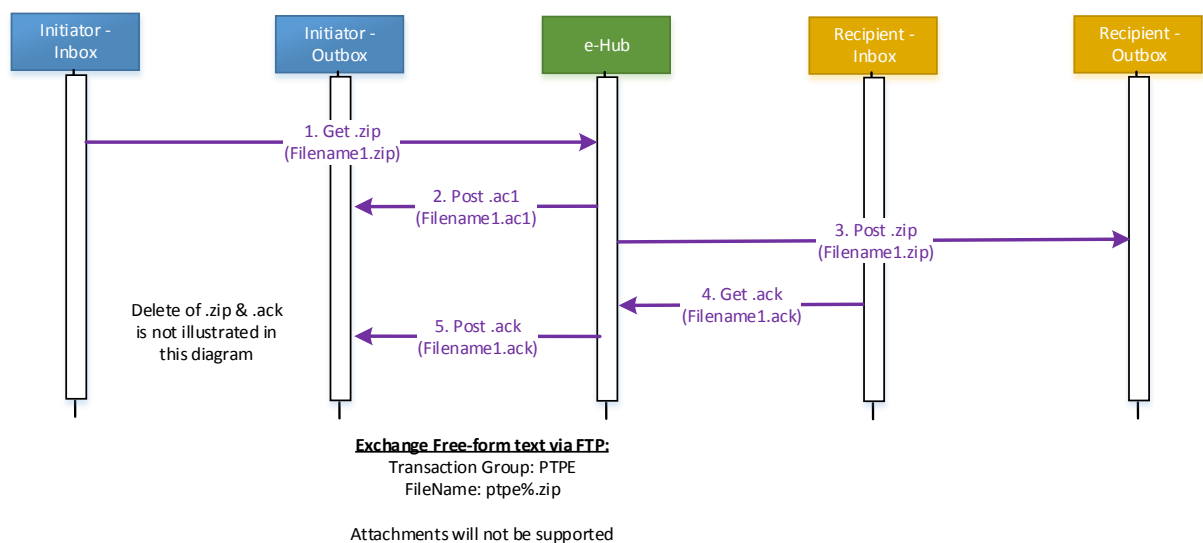 Initiator -
Inbox
Initiator -
Outbox
e-Hub
Recipient -
Inbox
Recipient -
Outbox
1. Get .zip
(Filename1.zip)
2. Post .ac1
(Filename1.ac1)
3. Post .zip
(Filename1.zip)
4. Get .ack
(Filename1.ack)
Delete of .zip & .ack
is not illustrated in
this diagram
5. Post .ack
(Filename1.ack)
Exchange Free-form text via FTP:
Transaction Group: PTPE
FileName: ptpe%.zip
Attachments will not be supported